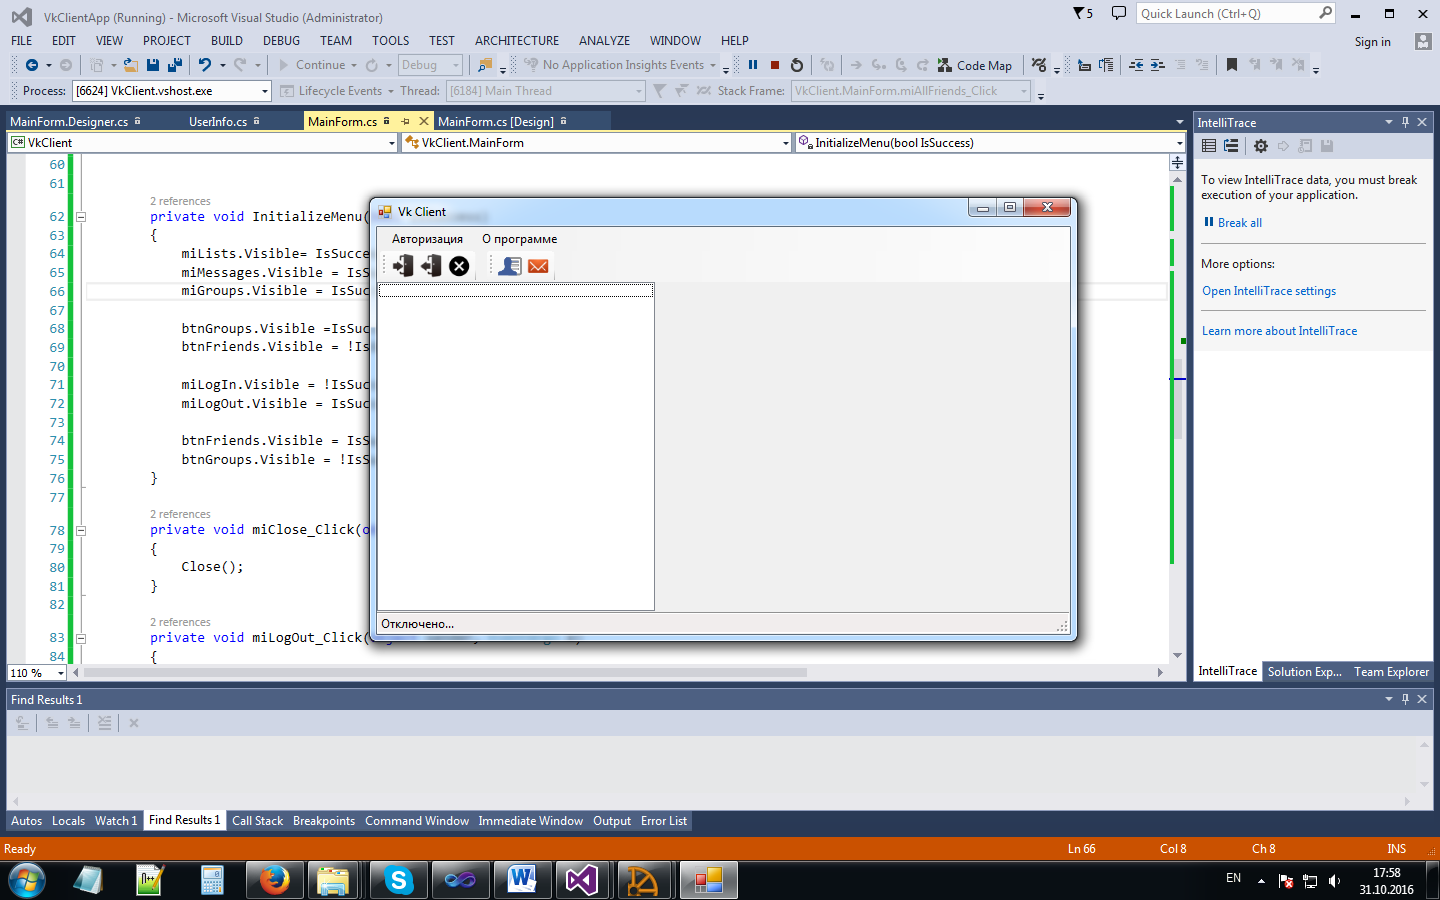 VkClientApp (Running) - Microsoft Visual Studio (Administrator)
5
Quick Launch (Ctrl+Q)
FILE EDIT VIEW PROJECT BUILD DEBUG TEAM TOOLS TEST ARCHITECTURE ANALYZE WINDOW HELP
Sign in
Continue Debug No Application Insights Events Code Map
Process: [6624] VkClient.vshost.exe Lifecycle Events Thread: [6184] Main Thread Stack Frame: VkClient.MainForm.miAllFriends_Click
MainForm.Designer.cs UserInfo.cs MainForm.cs MainForm.cs [Design]
VkClient VkClient.MainForm InitializeMenu(bool IsSuccess)
60
61
2 references
62 private void InitializeMenu(
63 {
64 miLists.Visible= IsSucce
65 miMessages.Visible = IsS
66 miGroups.Visible = IsSuc
67
68 btnGroups.Visible =IsSuc
69 btnFriends.Visible = !Is
70
71 miLogIn.Visible = !IsSuc
72 miLogOut.Visible = IsSuc
73
74 btnFriends.Visible = IsS
75 btnGroups.Visible = !IsS
76 }
77
2 references
78 private void miClose_Click(o
79 {
80 Close();
81 }
82
2 references
83 private void miLogOut_Click(
84 {
110 %
Vk Client
Авторизация О программе
Отключено...
IntelliTrace
To view IntelliTrace data, you must break
execution of your application.
Break all
More options:
Open IntelliTrace settings
Learn more about IntelliTrace
IntelliTrace Solution Exp... Team Explorer
Find Results 1
Autos Locals Watch 1 Find Results 1 Call Stack Breakpoints Command Window Immediate Window Output Error List
Ready Ln 66 Col 8 Ch 8 INS
EN
17:58
31.10.2016